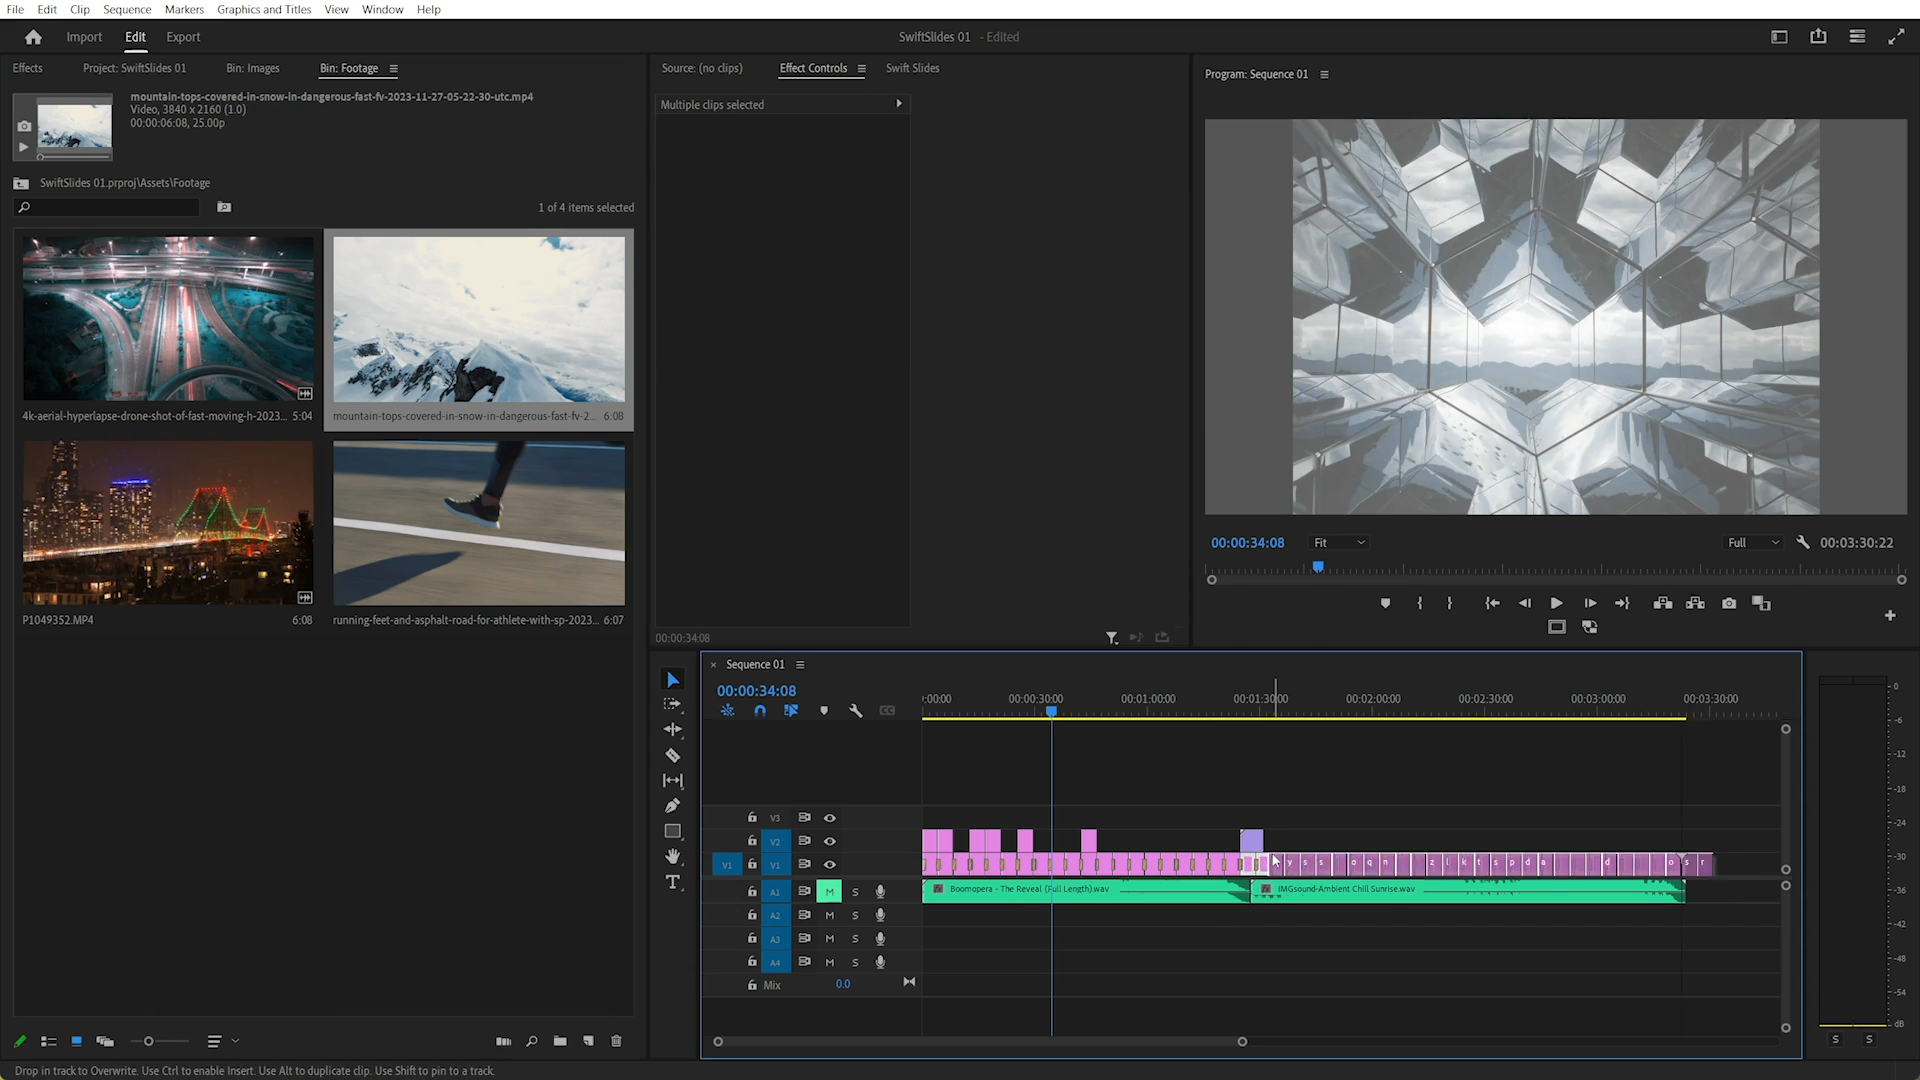 File Edit Clip Sequence Markers Graphics and Titles View Window Help
Import Edit Export
SwiftSlides 01 - Edited
Effects Project: SwiftSlides 01 Bin: Images Bin: Footage
mountain-tops-covered-in-snow-in-dangerous-fast-fv-2023-11-27-05-22-30-utc.mp4
Video, 3840 x 2160 (1.0)
00:00:06:08, 25.00p
SwiftSlides 01.prproj\Assets\Footage
1 of 4 items selected
4k-aerial-hyperlapse-drone-shot-of-fast-moving-h-2023... 5:04
mountain-tops-covered-in-snow-in-dangerous-fast-fv-2... 6:08
P1049352.MP4 6:08
running-feet-and-asphalt-road-for-athlete-with-sp-2023... 6:07
Source: (no clips) Effect Controls Swift Slides
Multiple clips selected
00:00:34:08
Program: Sequence 01
00:00:34:08 Fit Full 00:03:30:22
× Sequence 01
00:00:34:08
:00:00 00:00:30:00 00:01:00:00 00:01:30:00 00:02:00:00 00:02:30:00 00:03:00:00 00:03:30:00
V3
V2
V1 V1 y s s o q n z l k t s p d a d o s r
A1 M S Boomopera - The Reveal (Full Length).wav IMGsound-Ambient Chill Sunrise.wav
A2 M S
A3 M S
A4 M S
Mix 0.0
0
-6
-12
-18
-24
-30
-36
-42
-48
-54
dB
S S
Drop in track to Overwrite. Use Ctrl to enable Insert. Use Alt to duplicate clip. Use Shift to pin to a track.